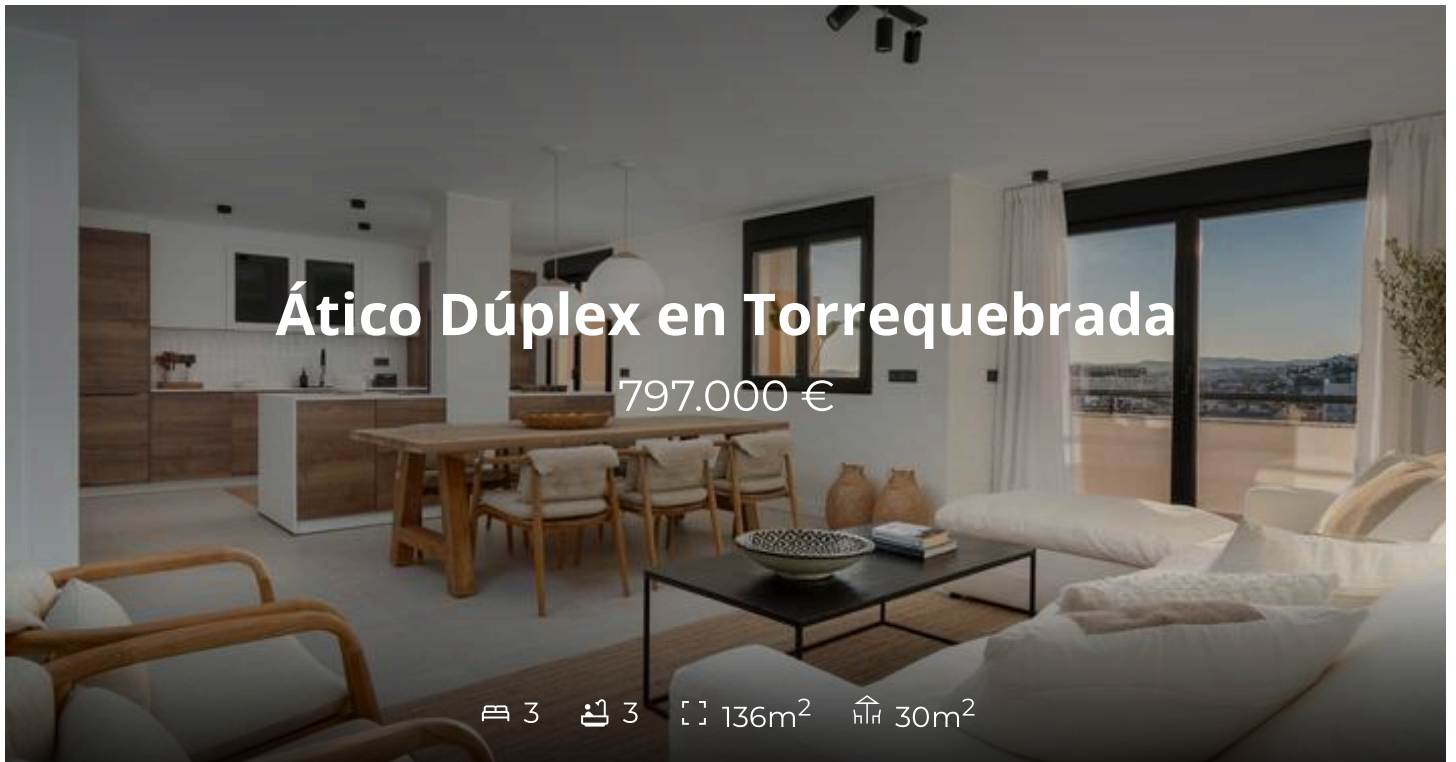 Ático Dúplex en Torrequebrada
797.000 €
3 3 136m² 30m²